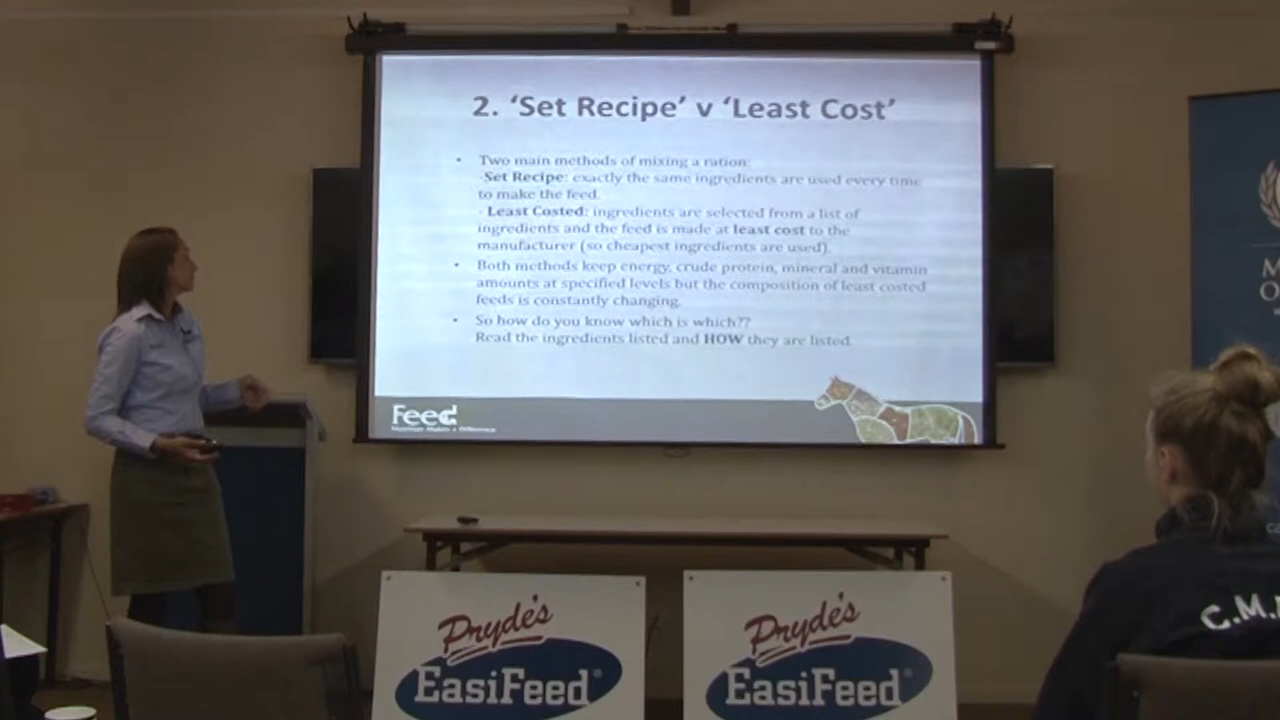 2. ‘Set Recipe’ v ‘Least Cost’
• Two main methods of mixing a ration:
-Set Recipe: exactly the same ingredients are used every time
to make the feed.
- Least Costed: ingredients are selected from a list of
ingredients and the feed is made at least cost to the
manufacturer (so cheapest ingredients are used).
• Both methods keep energy, crude protein, mineral and vitamin
amounts at specified levels but the composition of least costed
feeds is constantly changing.
• So how do you know which is which??
Read the ingredients listed and HOW they are listed.
Feed
M
O
C.M.
Pryde's
EasiFeed®
Pryde's
EasiFeed®